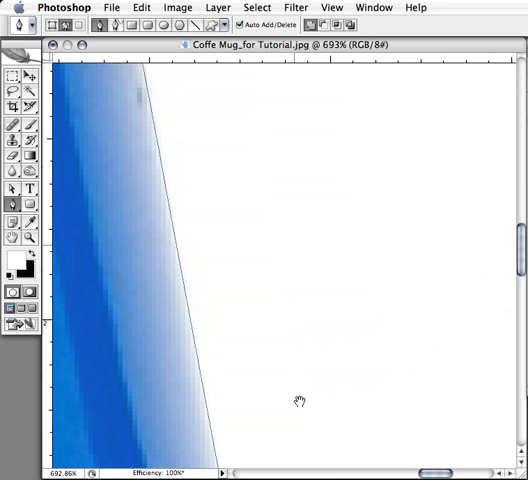 Photoshop File Edit Image Layer Select Filter View Window Help
Auto Add/Delete
Coffe Mug_for Tutorial.jpg @ 693% (RGB/8#)
T
2
692.86% Efficiency: 100%*